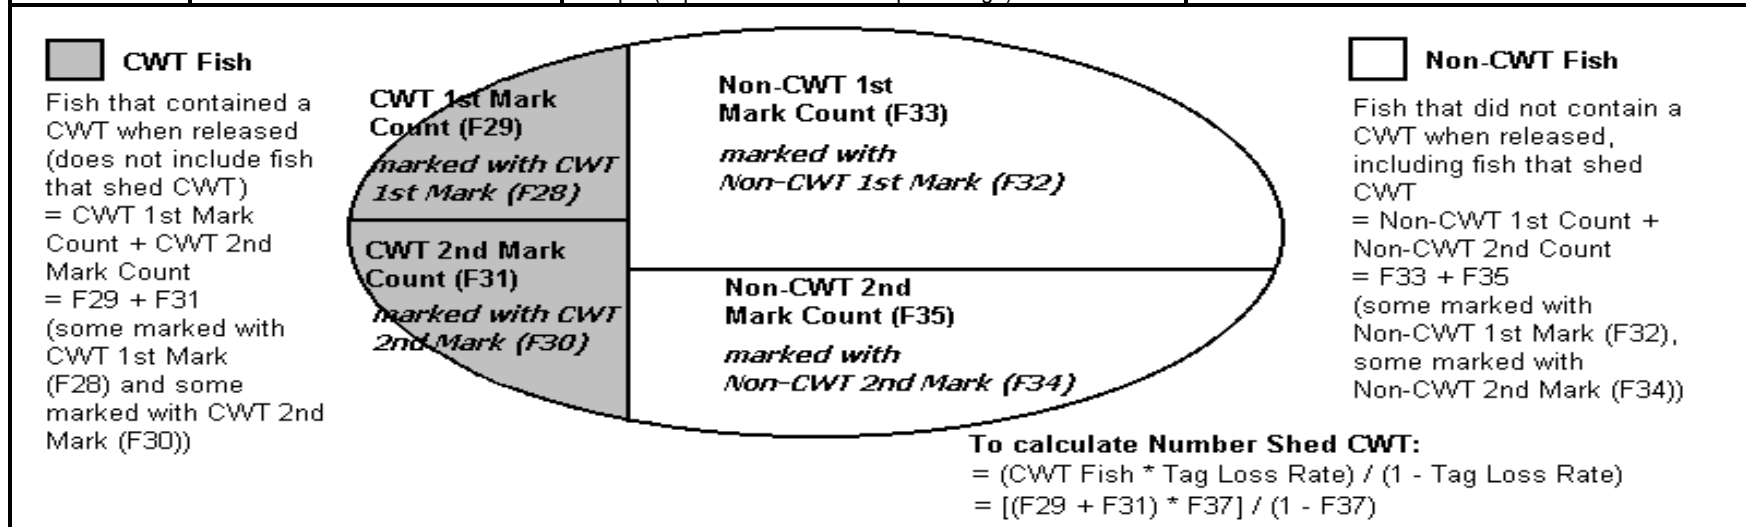 CWT Fish
Fish that contained a
CWT when released
(does not include fish
that shed CWT)
= CWT 1st Mark
Count + CWT 2nd
Mark Count
= F29 + F31
(some marked with
CWT 1st Mark
(F28) and some
marked with CWT 2nd
Mark (F30))
CWT 1st Mark
Count (F29)
marked with CWT
1st Mark (F28)
CWT 2nd Mark
Count (F31)
marked with CWT
2nd Mark (F30)
Non-CWT 1st
Mark Count (F33)
marked with
Non-CWT 1st Mark (F32)
Non-CWT 2nd
Mark Count (F35)
marked with
Non-CWT 2nd Mark (F34)
Non-CWT Fish
Fish that did not contain a
CWT when released,
including fish that shed
CWT
= Non-CWT 1st Count +
Non-CWT 2nd Count
= F33 + F35
(some marked with
Non-CWT 1st Mark (F32),
some marked with
Non-CWT 2nd Mark (F34))
To calculate Number Shed CWT:
= (CWT Fish * Tag Loss Rate) / (1 - Tag Loss Rate)
= [(F29 + F31) * F37] / (1 - F37)